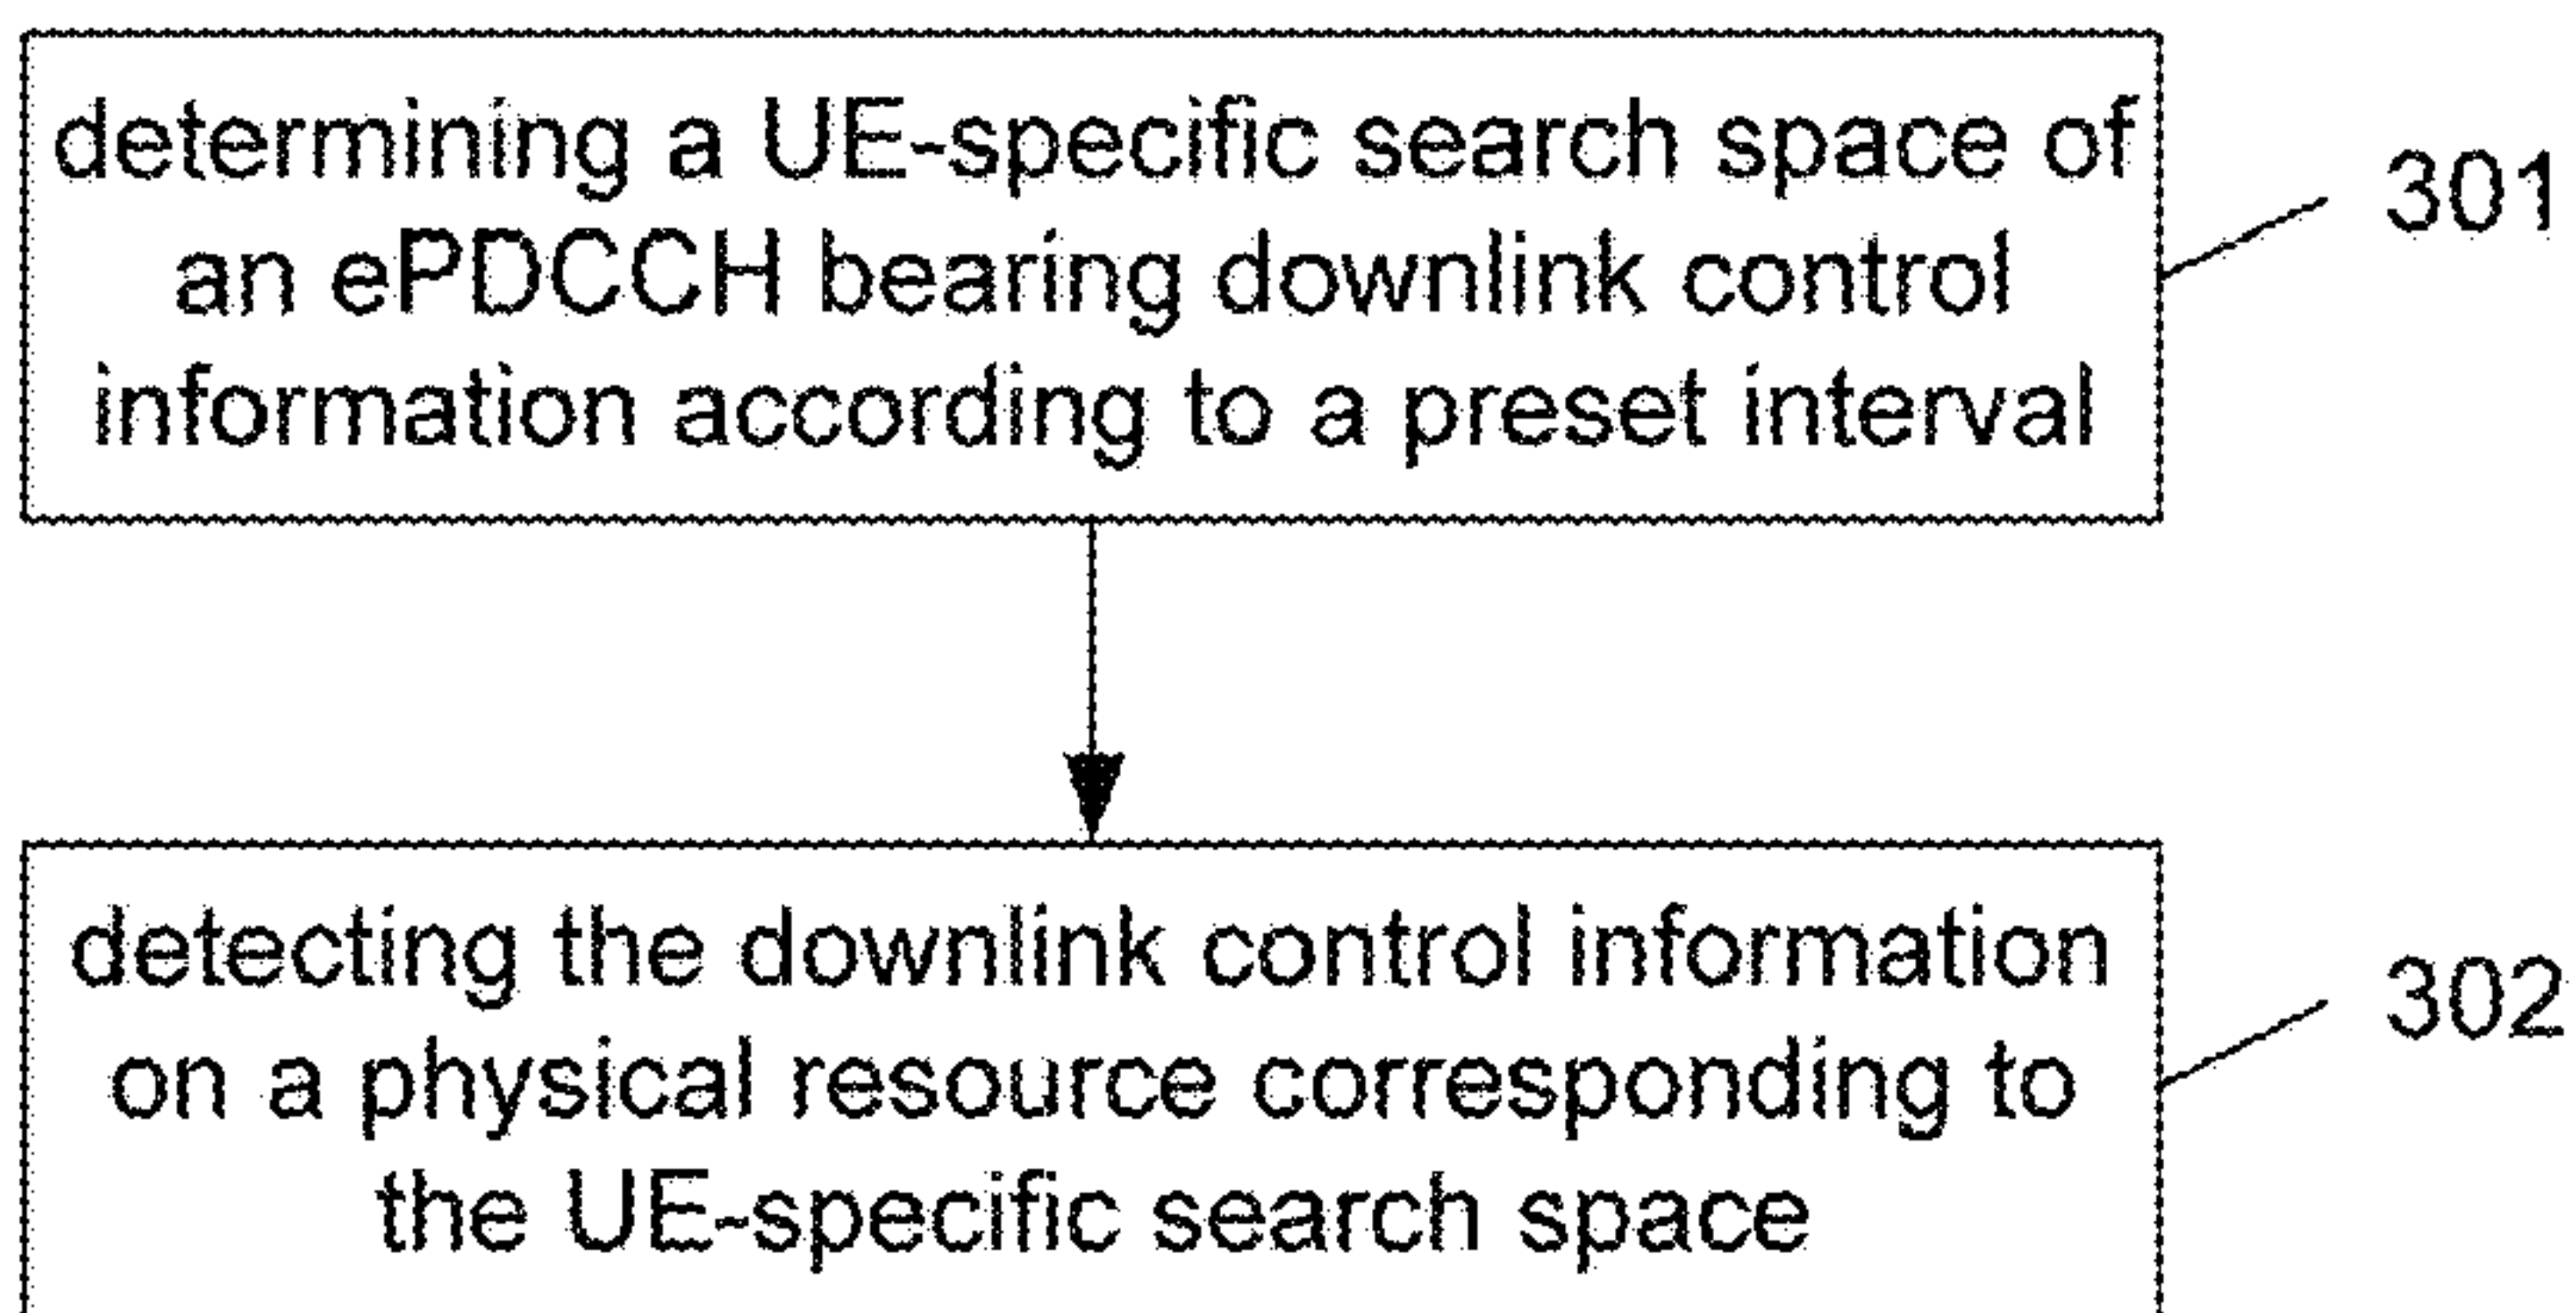 determining a UE-specific search space of
an ePDCCH bearing downlink control
information according to a preset interval
301
detecting the downlink control information
on a physical resource corresponding to
the UE-specific search space
302